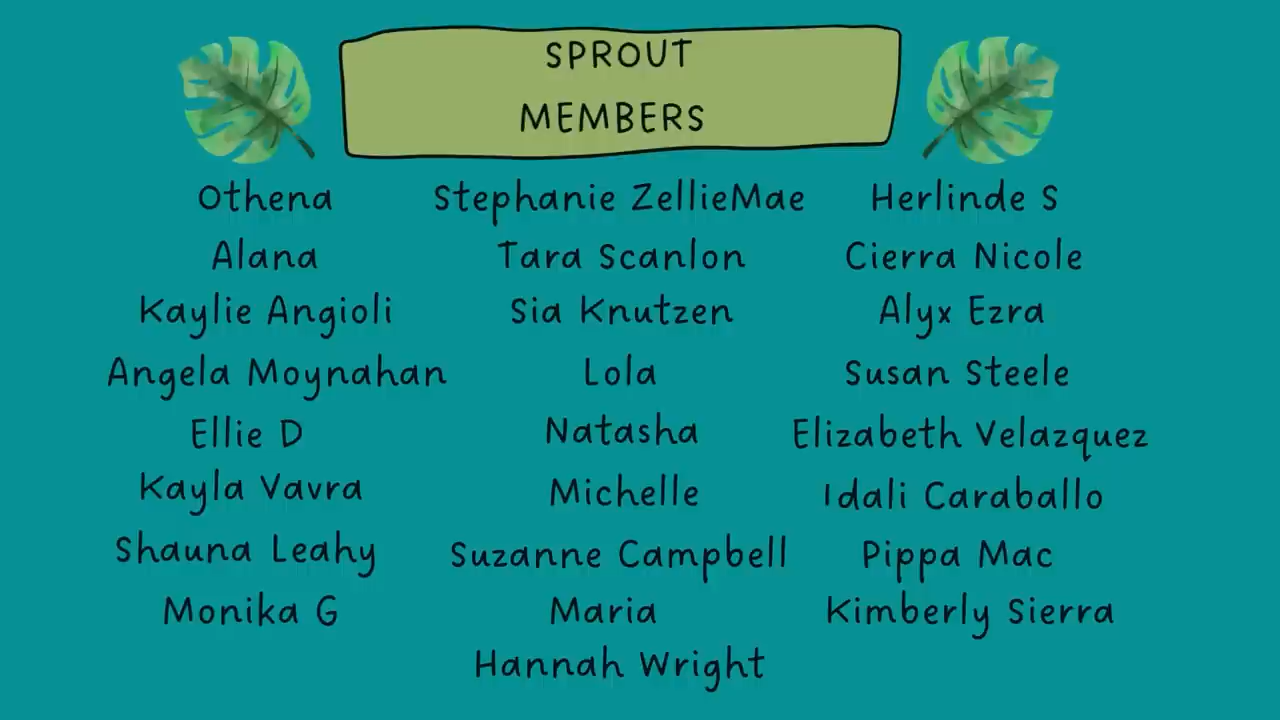 SPROUT
MEMBERS
Othena
Stephanie ZellieMae
Herlinde S
Alana
Tara Scanlon
Cierra Nicole
Kaylie Angioli
Sia Knutzen
Alyx Ezra
Angela Moynahan
Lola
Susan Steele
Ellie D
Natasha
Elizabeth Velazquez
Kayla Vavra
Michelle
Idali Caraballo
Shauna Leahy
Suzanne Campbell
Pippa Mac
Monika G
Maria
Kimberly Sierra
Hannah Wright